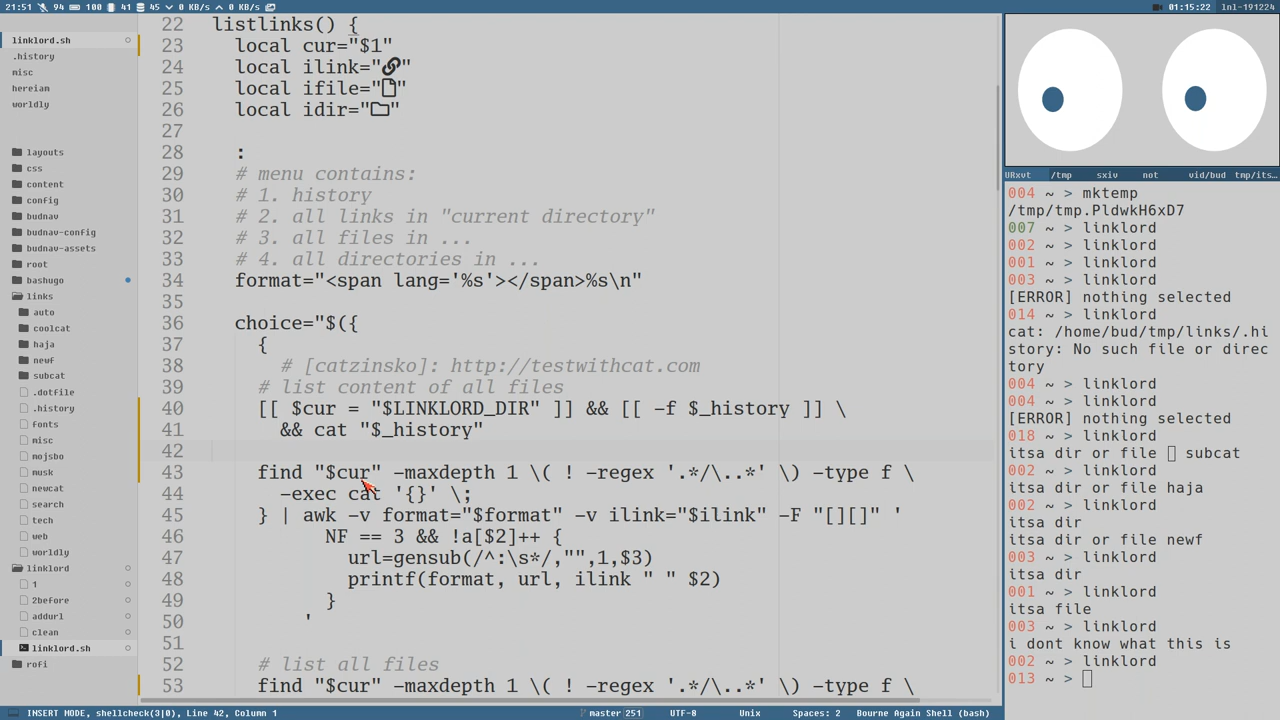 21:51 94 100 41 45 0 KB/s 0 KB/s
01:15:22 lnl-191224
linklord.sh
.history
misc
hereiam
worldly
layouts
css
content
config
budnav
budnav-config
budnav-assets
root
bashugo
links
auto
coolcat
haja
newf
subcat
.dotfile
.history
fonts
misc
mojsbo
musk
newcat
search
tech
web
worldly
linklord
1
2before
addurl
clean
linklord.sh
rofi
22 listlinks() {
23 local cur="$1"
24 local ilink=""
25 local ifile=""
26 local idir=""
27
28 :
29 # menu contains:
30 # 1. history
31 # 2. all links in "current directory"
32 # 3. all files in ...
33 # 4. all directories in ...
34 format="<span lang='%s'></span>%s\n"
35
36 choice="$({
37 {
38 # [catzinsko]: http://testwithcat.com
39 # list content of all files
40 [[ $cur = "$LINKLORD_DIR" ]] && [[ -f $_history ]] \
41 && cat "$_history"
42
43 find "$cur" -maxdepth 1 \( ! -regex '.*/\..*' \) -type f \
44 -exec cat '{}' \;
45 } | awk -v format="$format" -v ilink="$ilink" -F "[][]" '
46 NF == 3 && !a[$2]++ {
47 url=gensub(/^:\s*/,"",1,$3)
48 printf(format, url, ilink " " $2)
49 }
50 '
51
52 # list all files
53 find "$cur" -maxdepth 1 \( ! -regex '.*/\..*' \) -type f \
URxvt /tmp sxiv not vid/bud tmp/its...
004 ~ > mktemp
/tmp/tmp.PldwkH6xD7
007 ~ > linklord
002 ~ > linklord
001 ~ > linklord
003 ~ > linklord
[ERROR] nothing selected
014 ~ > linklord
cat: /home/bud/tmp/links/.hi
story: No such file or direc
tory
004 ~ > linklord
004 ~ > linklord
[ERROR] nothing selected
018 ~ > linklord
itsa dir or file subcat
002 ~ > linklord
itsa dir or file haja
002 ~ > linklord
itsa dir
itsa dir or file newf
003 ~ > linklord
itsa dir
001 ~ > linklord
itsa file
003 ~ > linklord
i dont know what this is
002 ~ > linklord
013 ~ >
INSERT MODE, shellcheck(3|0), Line 42, Column 1
master 251 UTF-8 Unix Spaces: 2 Bourne Again Shell (bash)